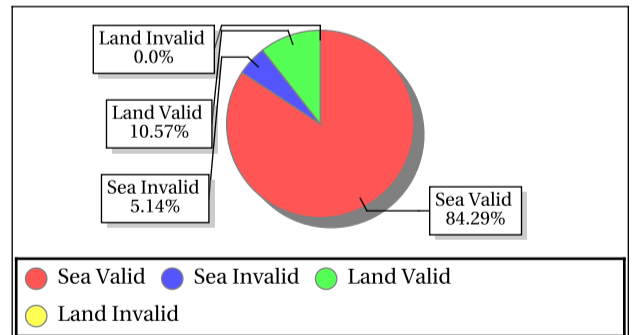 Land Invalid
0.0%
Land Valid
10.57%
Sea Invalid
5.14%
Sea Valid
84.29%
Sea Valid Sea Invalid Land Valid
Land Invalid